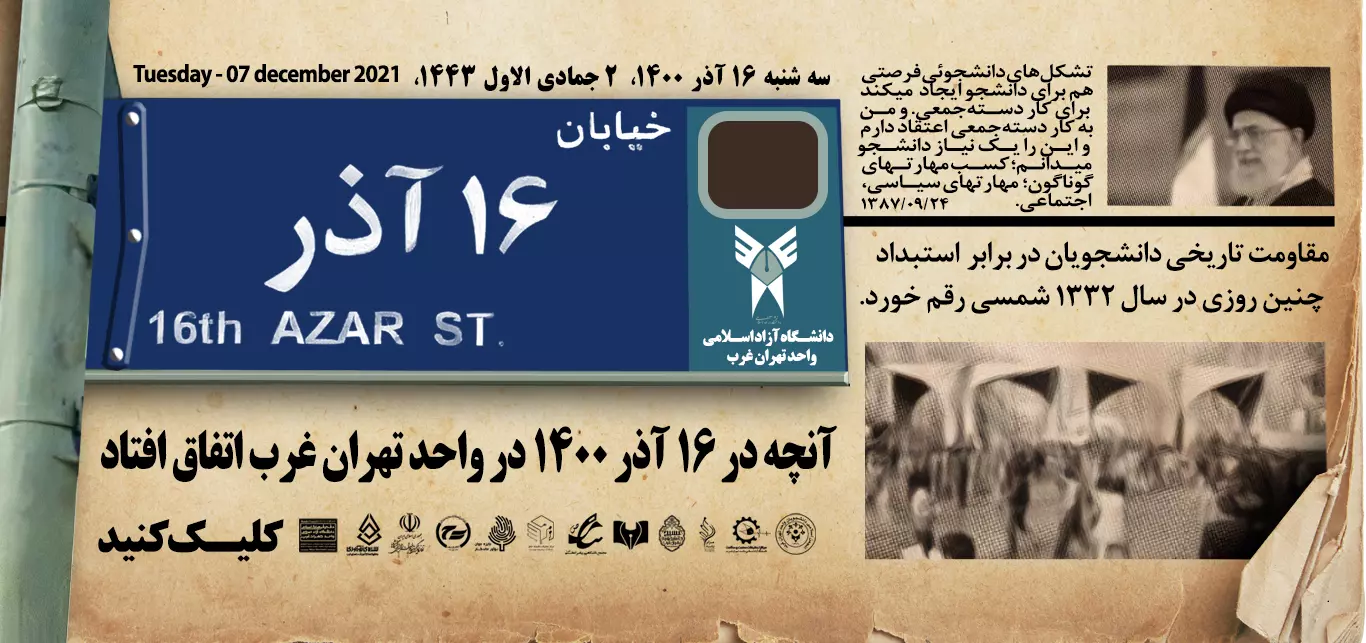 سه شنبه ۱۶ آذر ۱۴۰۰، ۲ جمادی الاول ۱۴۴۳، Tuesday - 07 december 2021
خیابان
۱۶ آذر
16th AZAR ST.
دانشگاه آزاد اسلامی
واحد تهران غرب
تشکل‌های دانشجوئی فرصتی
هم برای دانشجو ایجاد میکند
برای کار دسته‌جمعی. و من
به کار دسته‌جمعی اعتقاد دارم
و این را یک نیاز دانشجو
میدانم؛ کسب مهارتهای
گوناگون؛ مهارتهای سیاسی،
اجتماعی. ۱۳۸۷/۰۹/۲۴
مقاومت تاریخی دانشجویان در برابر استبداد
چنین روزی در سال ۱۳۳۲ شمسی رقم خورد.
آنچه در ۱۶ آذر ۱۴۰۰ در واحد تهران غرب اتفاق افتاد
کلیک کنید